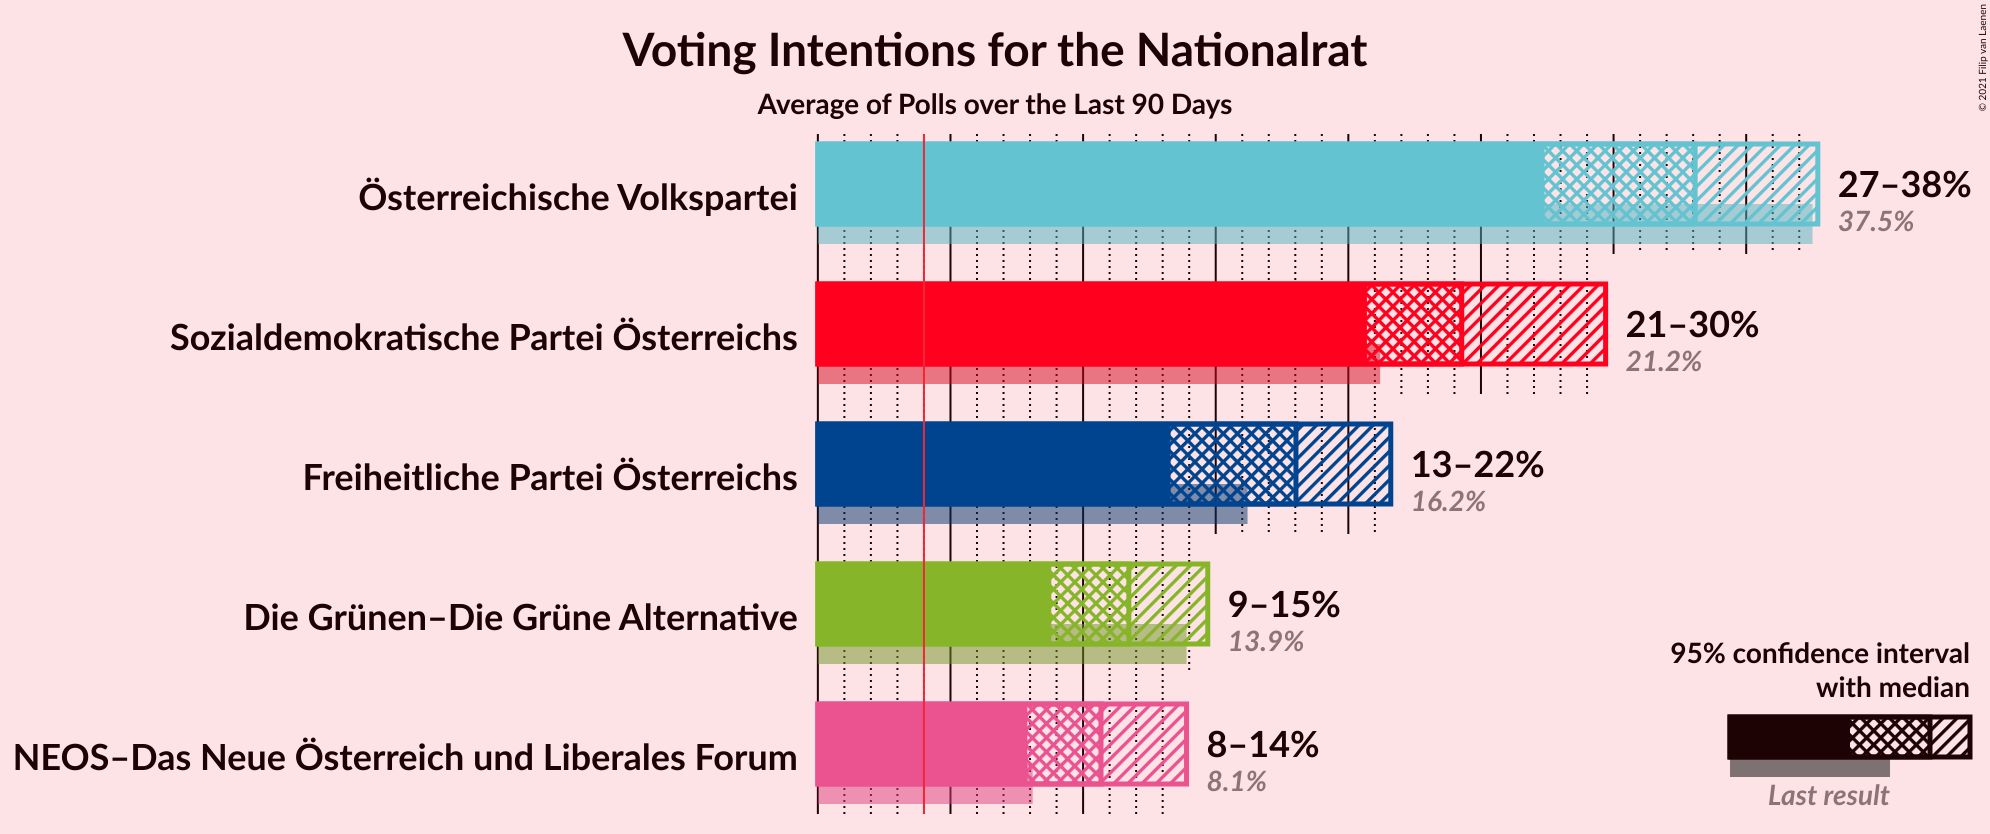 Voting Intentions for the Nationalrat
Average of Polls over the Last 90 Days
© 2021 Filip van Laenen
Österreichische Volkspartei
27–38%
37.5%
Sozialdemokratische Partei Österreichs
21–30%
21.2%
Freiheitliche Partei Österreichs
13–22%
16.2%
Die Grünen–Die Grüne Alternative
9–15%
13.9%
NEOS–Das Neue Österreich und Liberales Forum
8–14%
8.1%
95% confidence interval
with median
Last result